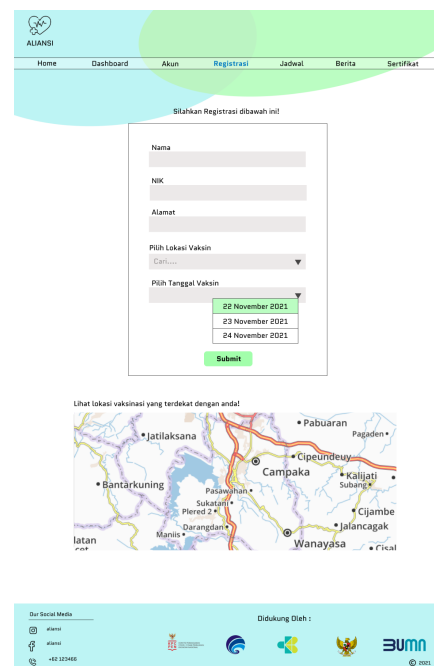 ALIANSI
Home Dashboard Akun Registrasi Jadwal Berita Sertifikat
Silahkan Registrasi dibawah ini!
Nama
NIK
Alamat
Pilih Lokasi Vaksin
Cari....
Pilih Tanggal Vaksin
22 November 2021
23 November 2021
24 November 2021
Submit
Lihat lokasi vaksinasi yang terdekat dengan anda!
Pabuaran
Pagaden
Jatilaksana
Cipeundeuy
Campaka
Kalijati
Subang
Bantarkuning
Pasawahan
Sukatani
Plered 2
Cijambe
Darangdan
Jalancagak
Maniis
Wanayasa
latan
Cisal
Our Social Media
Didukung Oleh :
aliansi
aliansi
+62 123466
BUMN
© 2021